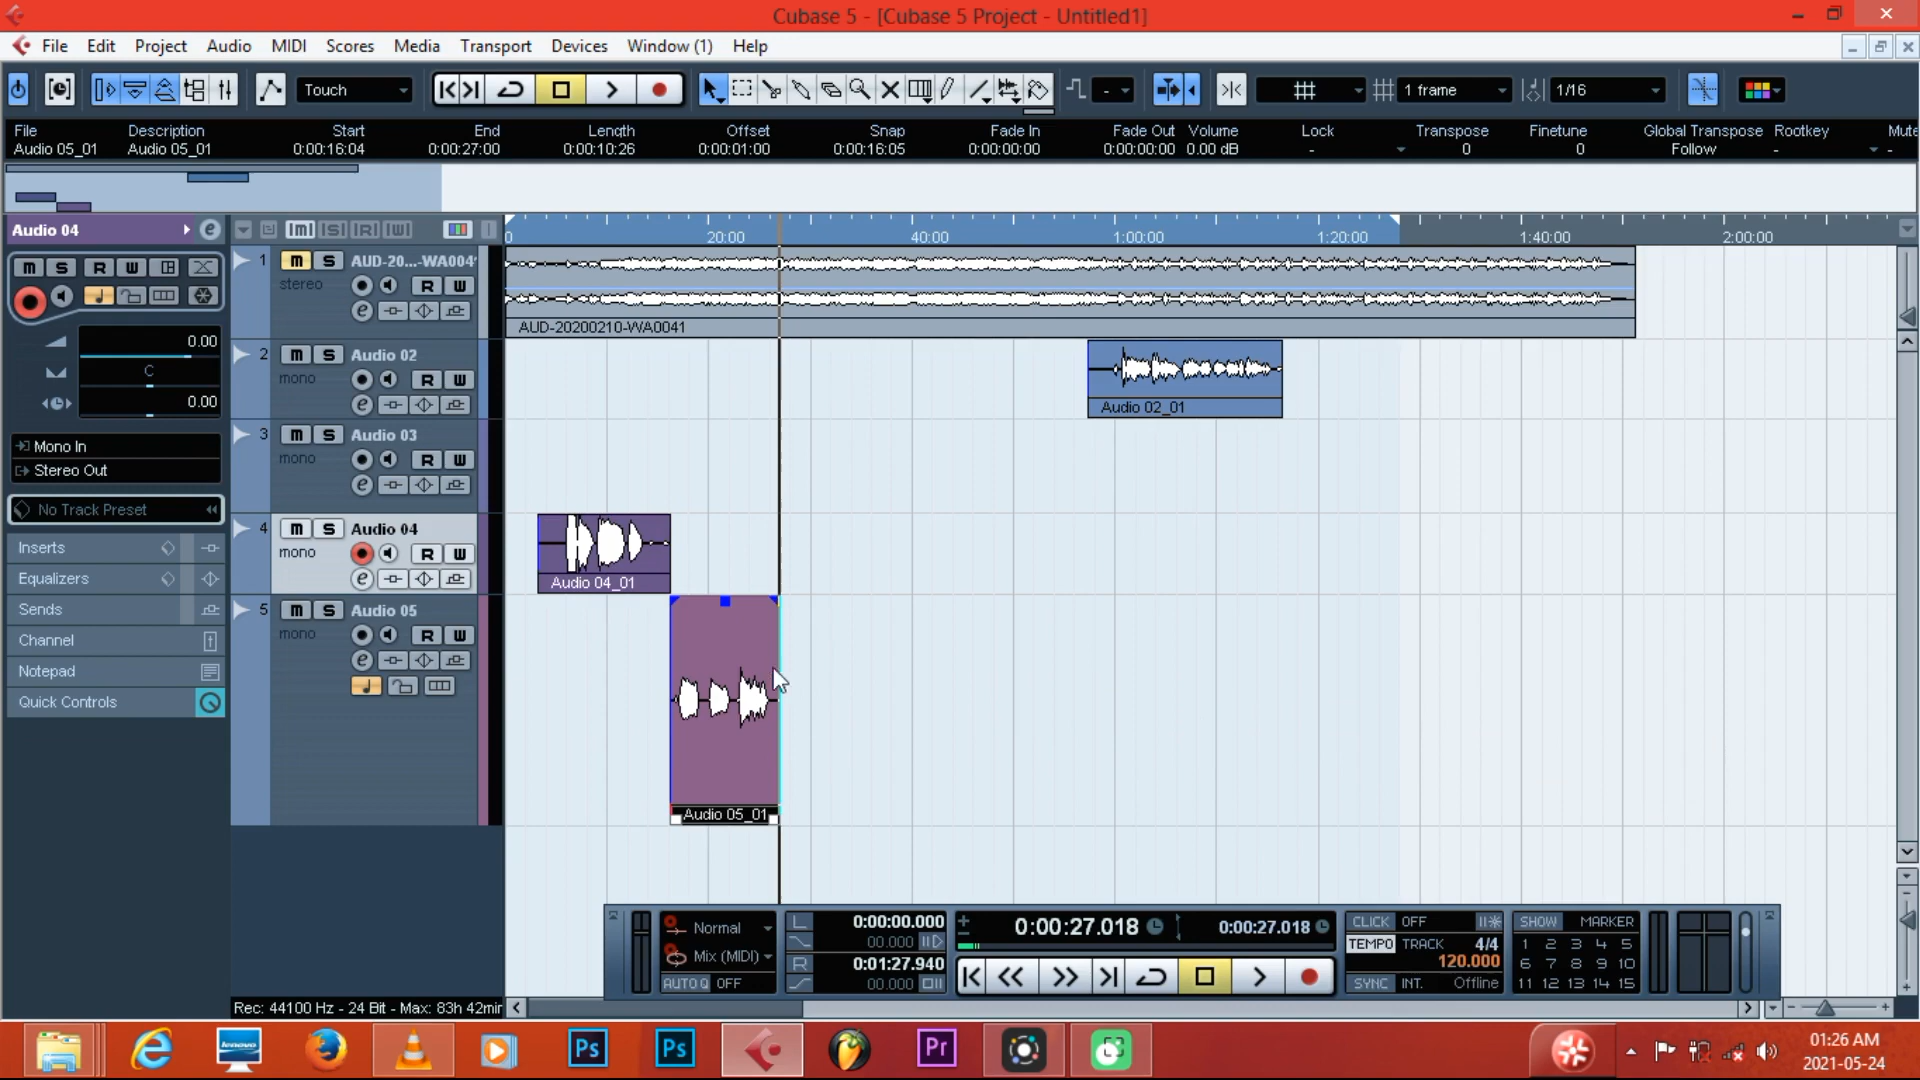 Cubase 5 - [Cubase 5 Project - Untitled1]
File Edit Project Audio MIDI Scores Media Transport Devices Window (1) Help
Touch
1 frame
1/16
File Description Start End Length Offset Snap Fade In Fade Out Volume Lock Transpose Finetune Global Transpose Rootkey Mute
Audio 05_01 Audio 05_01 0:00:16:04 0:00:27:00 0:00:10:26 0:00:01:00 0:00:16:05 0:00:00:00 0:00:00:00 0.00 dB - 0 0 Follow - -
Audio 04
m S R W
0.00
C
0.00
Mono In
Stereo Out
No Track Preset
Inserts
Equalizers
Sends
Channel
Notepad
Quick Controls
[m] [S] [R] [W]
0 20:00 40:00 1:00:00 1:20:00 1:40:00 2:00:00
1 m S AUD-20...-WA004
stereo R W
AUD-20200210-WA0041
2 m S Audio 02
mono R W
Audio 02_01
3 m S Audio 03
mono R W
4 m S Audio 04
mono R W
Audio 04_01
5 m S Audio 05
mono R W
Audio 05_01
Normal
Mix (MIDI)
AUTO Q OFF
L 0:00:00.000
00.000
R 0:01:27.940
00.000
0:00:27.018 0:00:27.018
CLICK OFF
TEMPO TRACK 4/4
120.000
SYNC INT. Offline
SHOW MARKER
1 2 3 4 5
6 7 8 9 10
11 12 13 14 15
Rec: 44100 Hz - 24 Bit - Max: 83h 42min
lenovo
Ps
Ps
Pr
01:26 AM
2021-05-24